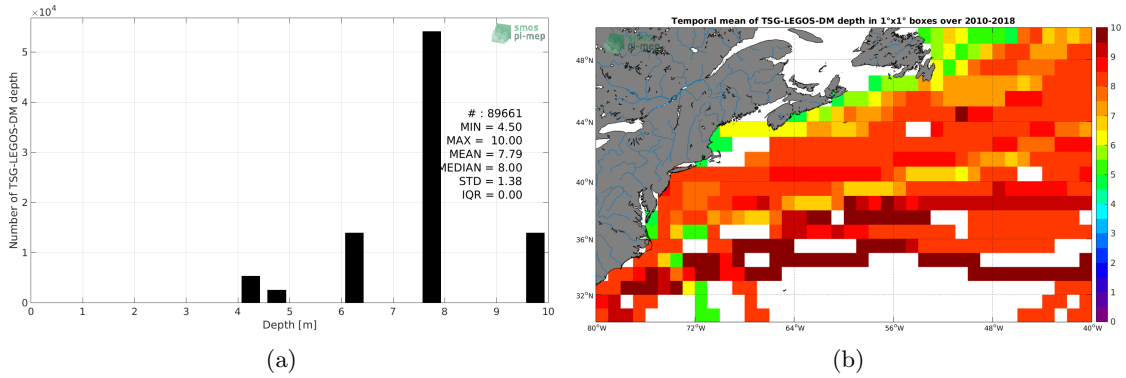 ×10⁴
smos
pi-mep
5
4
3
2
1
0
Number of TSG-LEGOS-DM depth
# : 89661
MIN = 4.50
MAX = 10.00
MEAN = 7.79
MEDIAN = 8.00
STD = 1.38
IQR = 0.00
0 1 2 3 4 5 6 7 8 9 10
Depth [m]
(a)
Temporal mean of TSG-LEGOS-DM depth in 1°x1° boxes over 2010-2018
smos
pi-mep
48°N
44°N
40°N
36°N
32°N
80°W 72°W 64°W 56°W 48°W 40°W
10
9
8
7
6
5
4
3
2
1
0
(b)